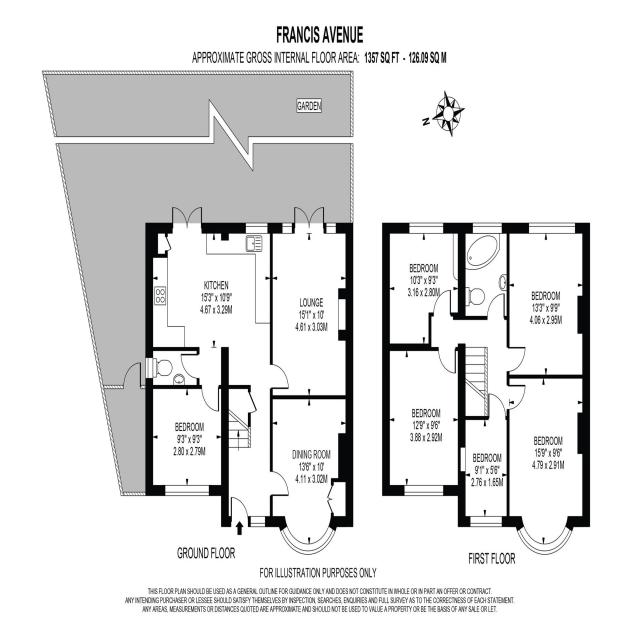 FRANCIS AVENUE
APPROXIMATE GROSS INTERNAL FLOOR AREA: 1357 SQ FT - 126.09 SQ M
GARDEN
N
KITCHEN
15'3" x 10'9"
4.67 x 3.29M
LOUNGE
15'1" x 10'
4.61 x 3.03M
BEDROOM
9'3" x 9'3"
2.80 x 2.79M
DINING ROOM
13'6" x 10'
4.11 x 3.02M
GROUND FLOOR
BEDROOM
10'3" x 9'3"
3.16 x 2.80M
BEDROOM
13'3" x 9'9"
4.06 x 2.95M
BEDROOM
12'9" x 9'6"
3.88 x 2.92M
BEDROOM
9'1" x 5'6"
2.76 x 1.65M
BEDROOM
15'9" x 9'6"
4.79 x 2.91M
FIRST FLOOR
FOR ILLUSTRATION PURPOSES ONLY
THIS FLOOR PLAN SHOULD BE USED AS A GENERAL OUTLINE FOR GUIDANCE ONLY AND DOES NOT CONSTITUTE IN WHOLE OR IN PART AN OFFER OR CONTRACT.
ANY INTENDING PURCHASER OR LESSEE SHOULD SATISFY THEMSELVES BY INSPECTION, SEARCHES, ENQUIRIES AND FULL SURVEY AS TO THE CORRECTNESS OF EACH STATEMENT.
ANY AREAS, MEASUREMENTS OR DISTANCES QUOTED ARE APPROXIMATE AND SHOULD NOT BE USED TO VALUE A PROPERTY OR BE THE BASIS OF ANY SALE OR LET.